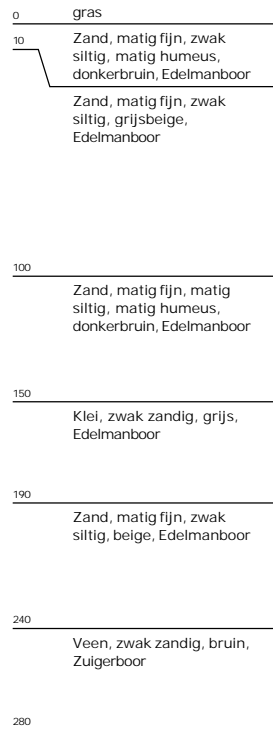 0 gras
10 Zand, matig fijn, zwak
siltig, matig humeus,
donkerbruin, Edelmanboor
Zand, matig fijn, zwak
siltig, grijsbeige,
Edelmanboor
100
Zand, matig fijn, matig
siltig, matig humeus,
donkerbruin, Edelmanboor
150
Klei, zwak zandig, grijs,
Edelmanboor
190
Zand, matig fijn, zwak
siltig, beige, Edelmanboor
240
Veen, zwak zandig, bruin,
Zuigerboor
280